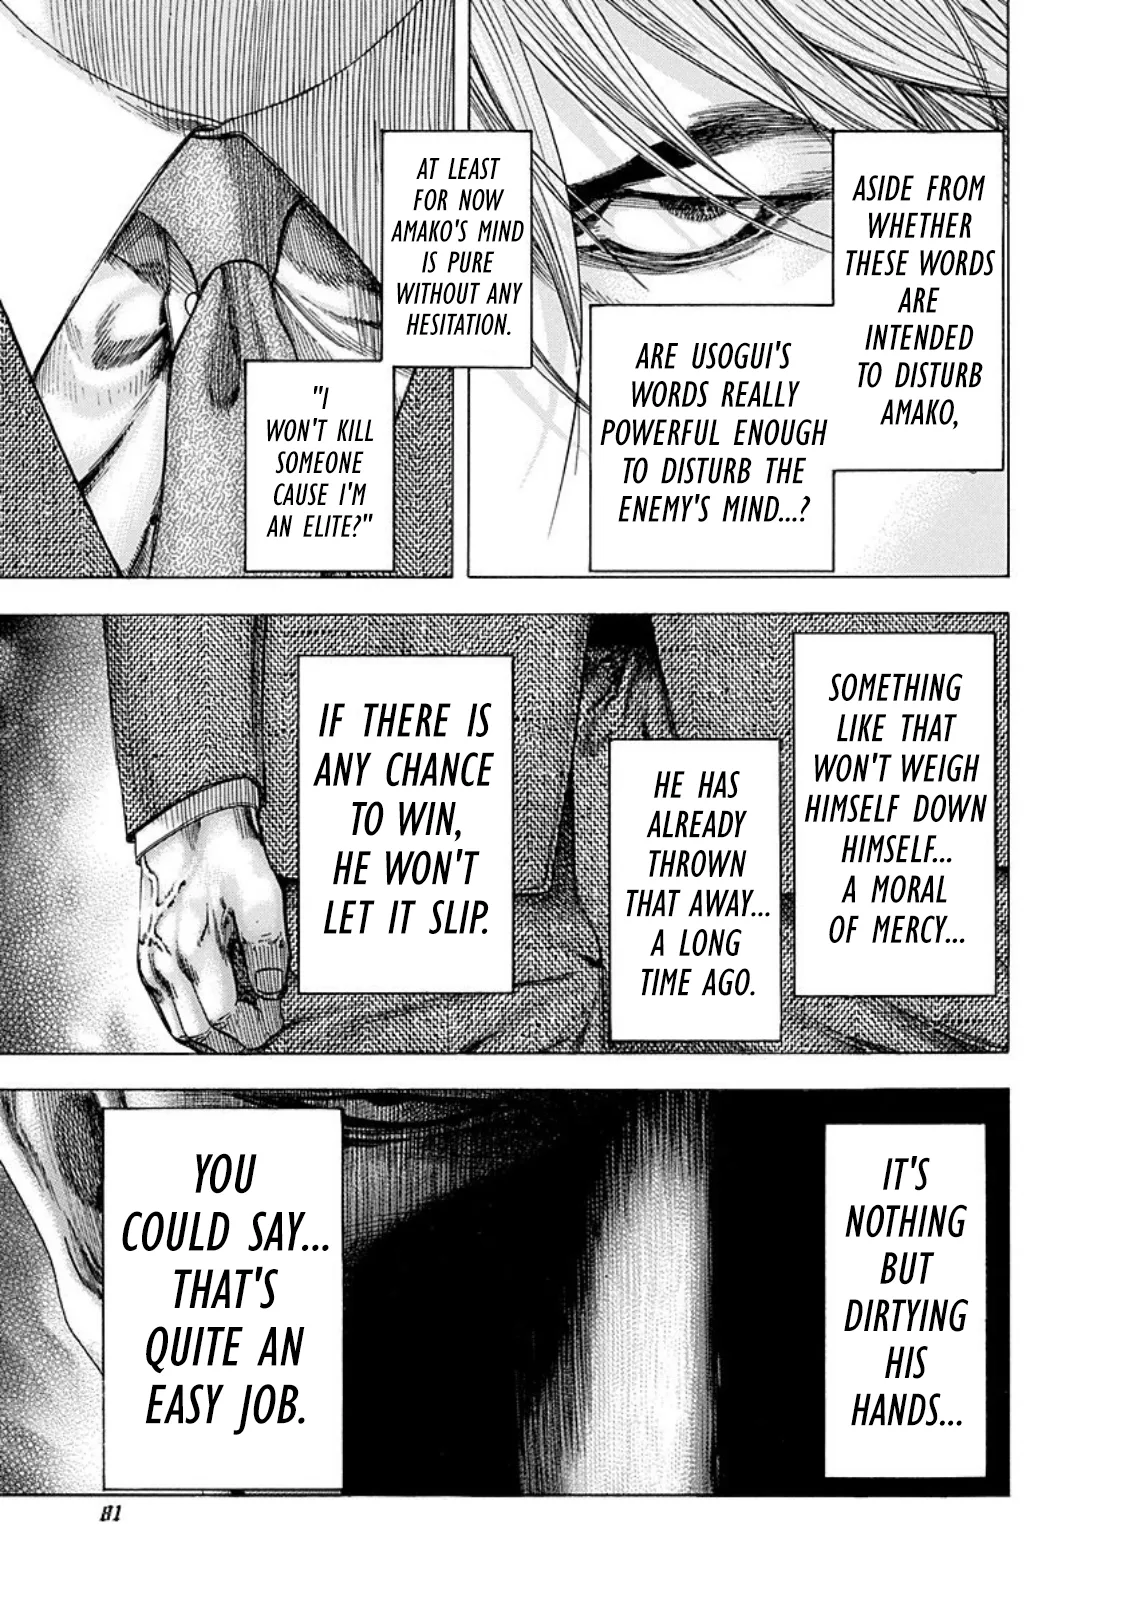 ASIDE FROM
WHETHER
THESE WORDS
ARE
INTENDED
TO DISTURB
AMAKO,
ARE USOGUI'S
WORDS REALLY
POWERFUL ENOUGH
TO DISTURB THE
ENEMY'S MIND...?
AT LEAST
FOR NOW
AMAKO'S MIND
IS PURE
WITHOUT ANY
HESITATION.
"I
WON'T KILL
SOMEONE
CAUSE I'M
AN ELITE?"
SOMETHING
LIKE THAT
WON'T WEIGH
HIMSELF DOWN
HIMSELF...
A MORAL
OF MERCY...
HE HAS
ALREADY
THROWN
THAT AWAY...
A LONG
TIME AGO.
IF THERE IS
ANY CHANCE
TO WIN,
HE WON'T
LET IT SLIP.
IT'S
NOTHING
BUT
DIRTYING
HIS
HANDS...
YOU
COULD SAY...
THAT'S
QUITE AN
EASY JOB.
81